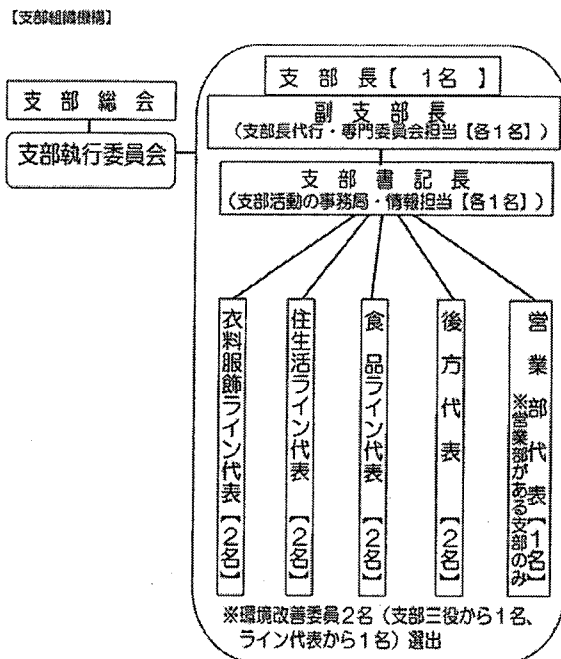 【支部組織機構】
支部長【1名】
支部総会
副支部長
(支部長代行・専門委員会担当【各1名】)
支部執行委員会
支部書記長
(支部活動の事務局・情報担当【各1名】)
衣料服飾ライン代表【2名】
住生活ライン代表【2名】
食品ライン代表【2名】
後方代表【2名】
営業部代表【1名】
※営業部がある支部のみ
※環境改善委員2名(支部三役から1名、
ライン代表から1名)選出